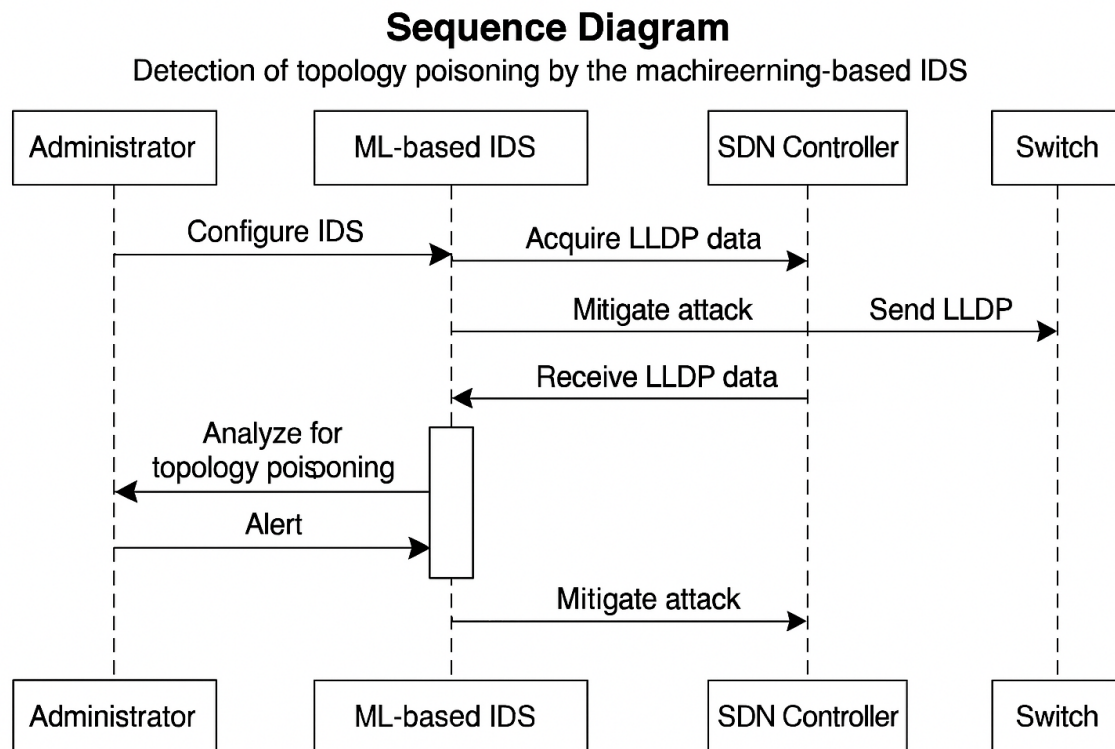 Sequence Diagram
Detection of topology poisoning by the machireerning-based IDS
Administrator
ML-based IDS
SDN Controller
Switch
Configure IDS
Acquire LLDP data
Mitigate attack
Send LLDP
Receive LLDP data
Analyze for
topology poisponing
Alert
Mitigate attack
Administrator
ML-based IDS
SDN Controller
Switch